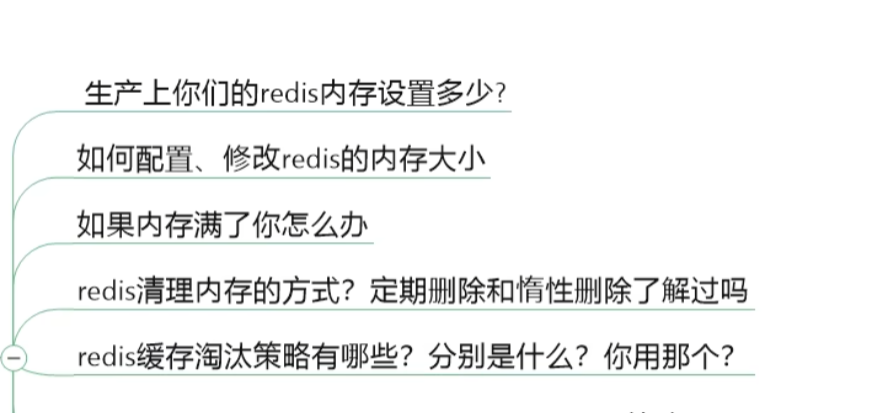 生产上你们的redis内存设置多少?
如何配置、修改redis的内存大小
如果内存满了你怎么办
redis清理内存的方式？定期删除和惰性删除了解过吗
redis缓存淘汰策略有哪些？分别是什么？你用那个？